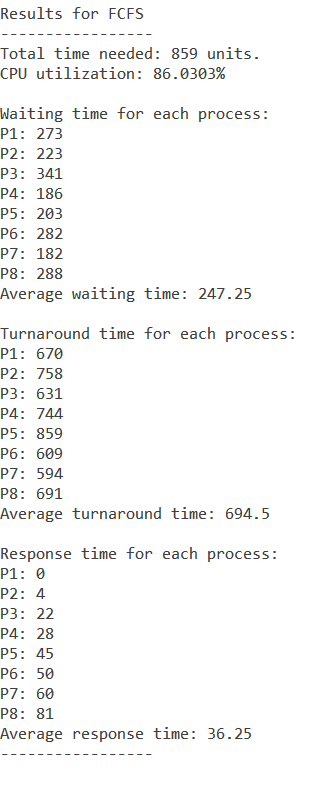 Results for FCFS
-----------------
Total time needed: 859 units.
CPU utilization: 86.0303%
Waiting time for each process:
P1: 273
P2: 223
P3: 341
P4: 186
P5: 203
P6: 282
P7: 182
P8: 288
Average waiting time: 247.25
Turnaround time for each process:
P1: 670
P2: 758
P3: 631
P4: 744
P5: 859
P6: 609
P7: 594
P8: 691
Average turnaround time: 694.5
Response time for each process:
P1: 0
P2: 4
P3: 22
P4: 28
P5: 45
P6: 50
P7: 60
P8: 81
Average response time: 36.25
-----------------